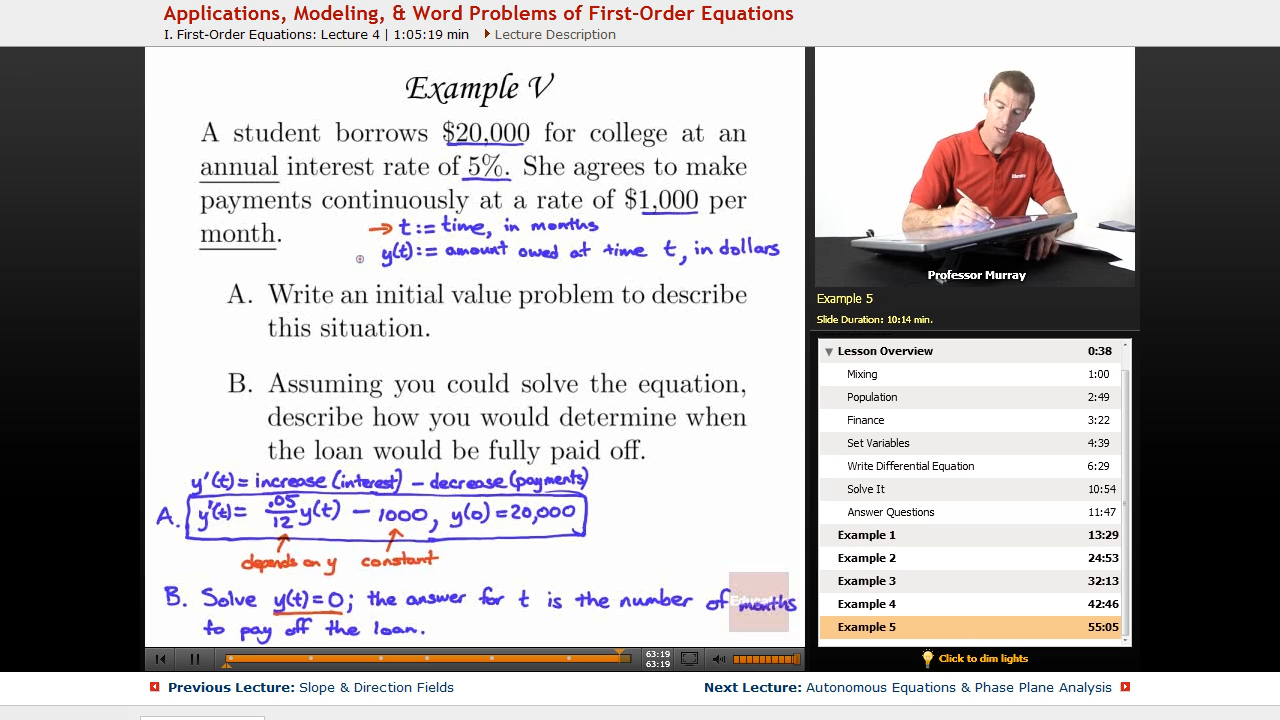 Applications, Modeling, & Word Problems of First-Order Equations
I. First-Order Equations: Lecture 4 | 1:05:19 min
Lecture Description
Example V
A student borrows $20,000 for college at an
annual interest rate of 5%. She agrees to make
payments continuously at a rate of $1,000 per
month.
→ t := time, in months
y(t) := amount owed at time t, in dollars
A. Write an initial value problem to describe
this situation.
B. Assuming you could solve the equation,
describe how you would determine when
the loan would be fully paid off.
y'(t) = increase (interest) - decrease (payments)
A. y'(t) = .05/12 y(t) - 1000, y(0) = 20,000
depends on y constant
B. Solve y(t) = 0; the answer for t is the number of months
to pay off the loan.
63:19
63:19
Professor Murray
Example 5
Slide Duration: 10:14 min.
Lesson Overview 0:38
Mixing 1:00
Population 2:49
Finance 3:22
Set Variables 4:39
Write Differential Equation 6:29
Solve It 10:54
Answer Questions 11:47
Example 1 13:29
Example 2 24:53
Example 3 32:13
Example 4 42:46
Example 5 55:05
Click to dim lights
Previous Lecture: Slope & Direction Fields
Next Lecture: Autonomous Equations & Phase Plane Analysis